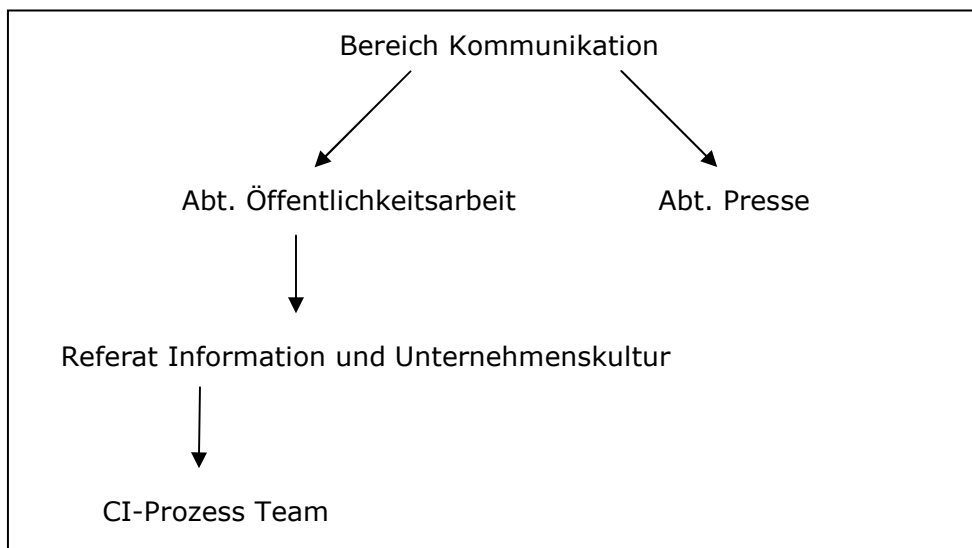 Bereich Kommunikation
Abt. Öffentlichkeitsarbeit
Abt. Presse
Referat Information und Unternehmenskultur
CI-Prozess Team